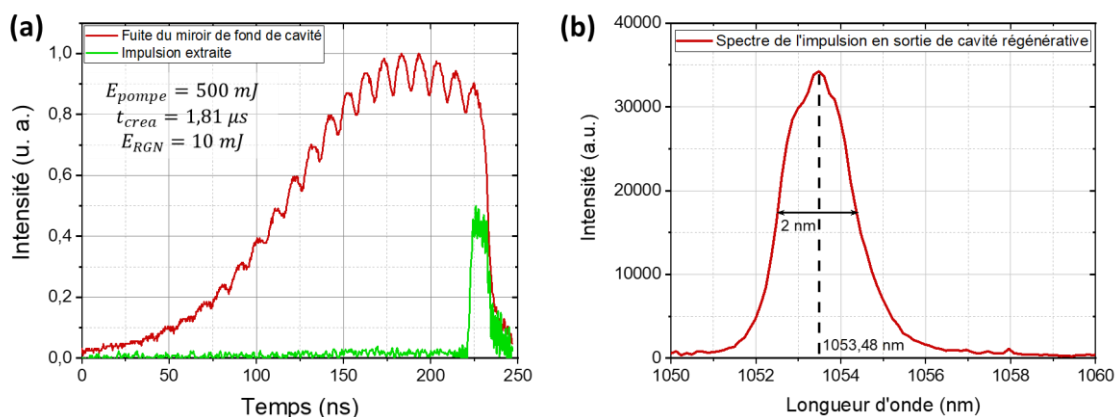 (a)
Fuite du miroir de fond de cavité
Impulsion extraite
E_pompe = 500 mJ
t_crea = 1,81 μs
E_RGN = 10 mJ
Intensité (u. a.)
1,0
0,8
0,6
0,4
0,2
0,0
0 50 100 150 200 250
Temps (ns)
(b)
Spectre de l'impulsion en sortie de cavité régénérative
Intensité (a.u.)
40000
30000
20000
10000
0
2 nm
1053,48 nm
1050 1052 1054 1056 1058 1060
Longueur d'onde (nm)